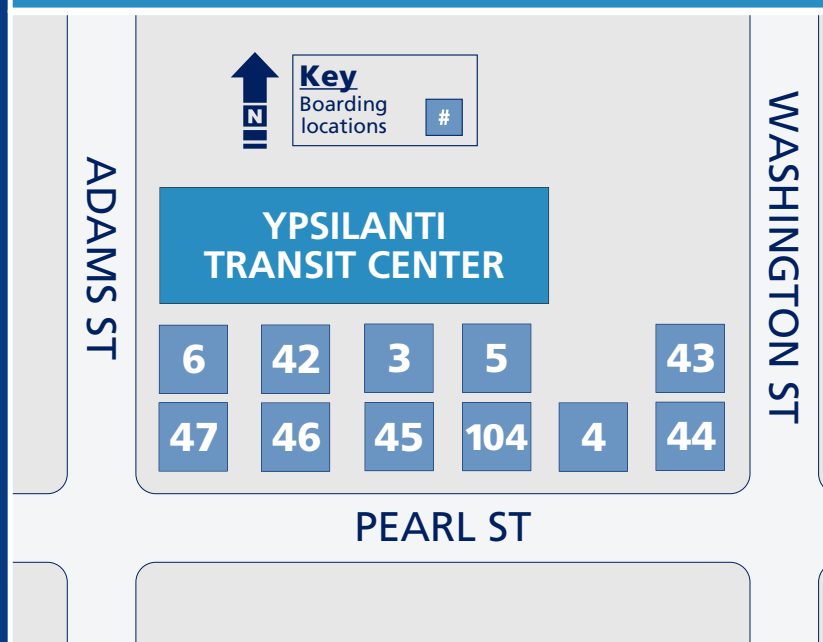 Key
Boarding
locations
#
N
ADAMS ST
WASHINGTON ST
YPSILANTI
TRANSIT CENTER
6 42 3 5 43
47 46 45 104 4 44
PEARL ST